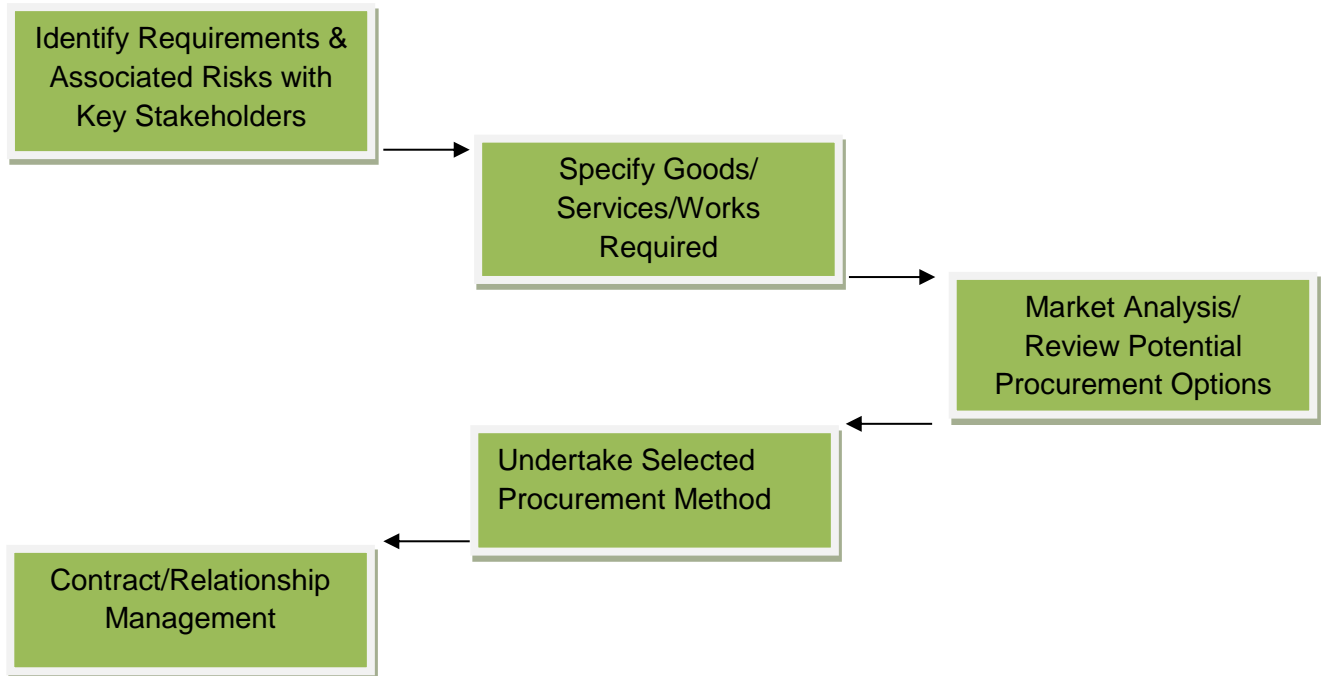 Identify Requirements &
Associated Risks with
Key Stakeholders
Specify Goods/
Services/Works
Required
Market Analysis/
Review Potential
Procurement Options
Undertake Selected
Procurement Method
Contract/Relationship
Management